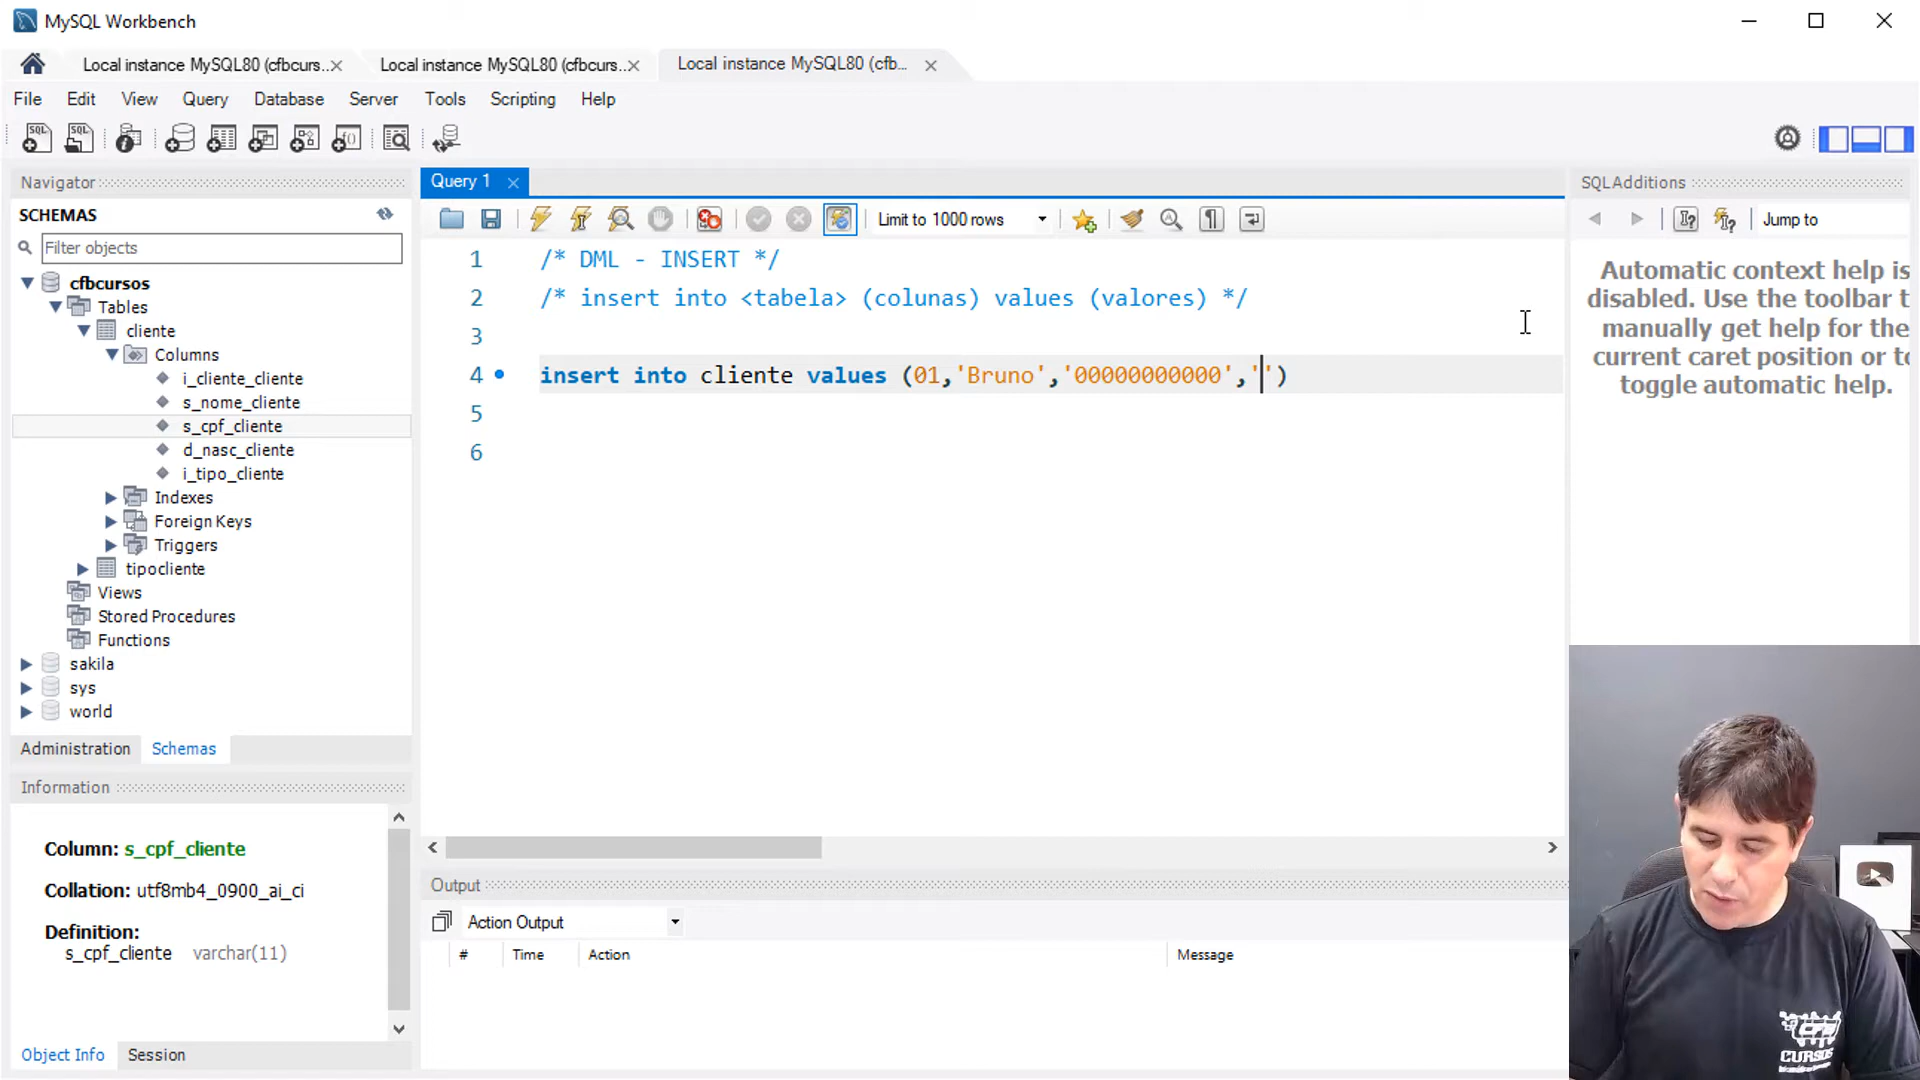 MySQL Workbench
Local instance MySQL80 (cfbcurs...
Local instance MySQL80 (cfbcurs...
Local instance MySQL80 (cfb...
File Edit View Query Database Server Tools Scripting Help
Navigator
SCHEMAS
Filter objects
cfbcursos
Tables
cliente
Columns
i_cliente_cliente
s_nome_cliente
s_cpf_cliente
d_nasc_cliente
i_tipo_cliente
Indexes
Foreign Keys
Triggers
tipocliente
Views
Stored Procedures
Functions
sakila
sys
world
Administration Schemas
Information
Column: s_cpf_cliente
Collation: utf8mb4_0900_ai_ci
Definition:
s_cpf_cliente varchar(11)
Object Info Session
Query 1
Limit to 1000 rows
1 /* DML - INSERT */
2 /* insert into <tabela> (colunas) values (valores) */
3
4 insert into cliente values (01,'Bruno','00000000000','')
5
6
Output
Action Output
# Time Action Message
SQLAdditions
Jump to
Automatic context help is
disabled. Use the toolbar t
manually get help for the
current caret position or to
toggle automatic help.
CFB
CURSOS